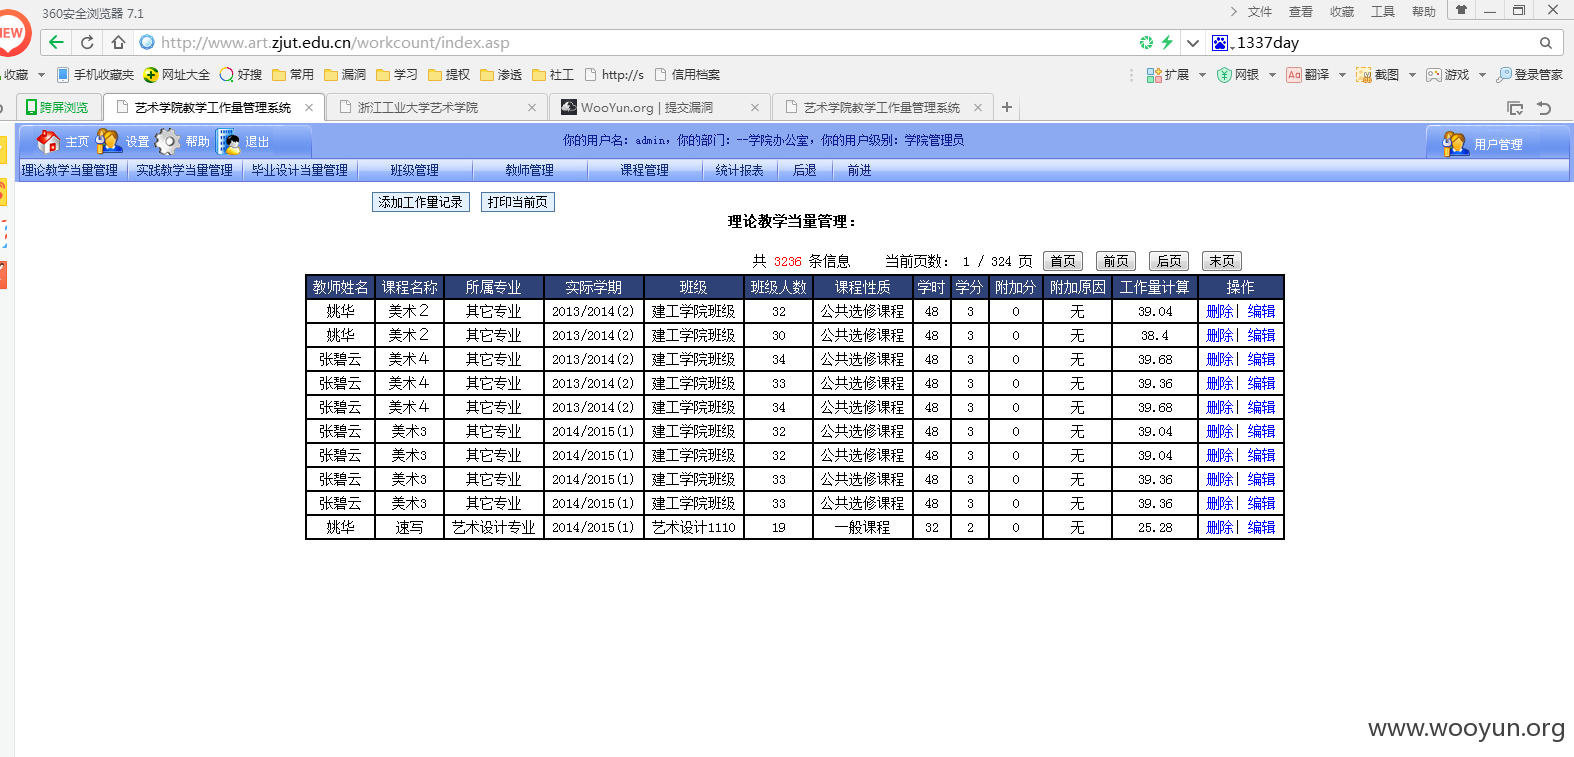 360安全浏览器 7.1
文件 查看 收藏 工具 帮助
NEW
http://www.art.zjut.edu.cn/workcount/index.asp
1337day
收藏 手机收藏夹 网址大全 好搜 常用 漏洞 学习 提权 渗透 社工 http://s 信用档案
扩展 网银 Aa 翻译 截图 游戏 登录管家
跨屏浏览 艺术学院教学工作量管理系统 浙江工业大学艺术学院 WooYun.org | 提交漏洞 艺术学院教学工作量管理系统
主页 设置 帮助 退出 你的用户名：admin，你的部门：--学院办公室，你的用户级别：学院管理员 用户管理
理论教学当量管理 实践教学当量管理 毕业设计当量管理 班级管理 教师管理 课程管理 统计报表 后退 前进
添加工作量记录 打印当前页
理论教学当量管理：
共 3236 条信息 当前页数： 1 / 324 页 首页 前页 后页 末页
教师姓名 课程名称 所属专业 实际学期 班级 班级人数 课程性质 学时 学分 附加分 附加原因 工作量计算 操作
姚华 美术２ 其它专业 2013/2014(2) 建工学院班级 32 公共选修课程 48 3 0 无 39.04 删除| 编辑
姚华 美术２ 其它专业 2013/2014(2) 建工学院班级 30 公共选修课程 48 3 0 无 38.4 删除| 编辑
张碧云 美术４ 其它专业 2013/2014(2) 建工学院班级 34 公共选修课程 48 3 0 无 39.68 删除| 编辑
张碧云 美术４ 其它专业 2013/2014(2) 建工学院班级 33 公共选修课程 48 3 0 无 39.36 删除| 编辑
张碧云 美术４ 其它专业 2013/2014(2) 建工学院班级 34 公共选修课程 48 3 0 无 39.68 删除| 编辑
张碧云 美术3 其它专业 2014/2015(1) 建工学院班级 32 公共选修课程 48 3 0 无 39.04 删除| 编辑
张碧云 美术3 其它专业 2014/2015(1) 建工学院班级 32 公共选修课程 48 3 0 无 39.04 删除| 编辑
张碧云 美术3 其它专业 2014/2015(1) 建工学院班级 33 公共选修课程 48 3 0 无 39.36 删除| 编辑
张碧云 美术3 其它专业 2014/2015(1) 建工学院班级 33 公共选修课程 48 3 0 无 39.36 删除| 编辑
姚华 速写 艺术设计专业 2014/2015(1) 艺术设计1110 19 一般课程 32 2 0 无 25.28 删除| 编辑
www.wooyun.org